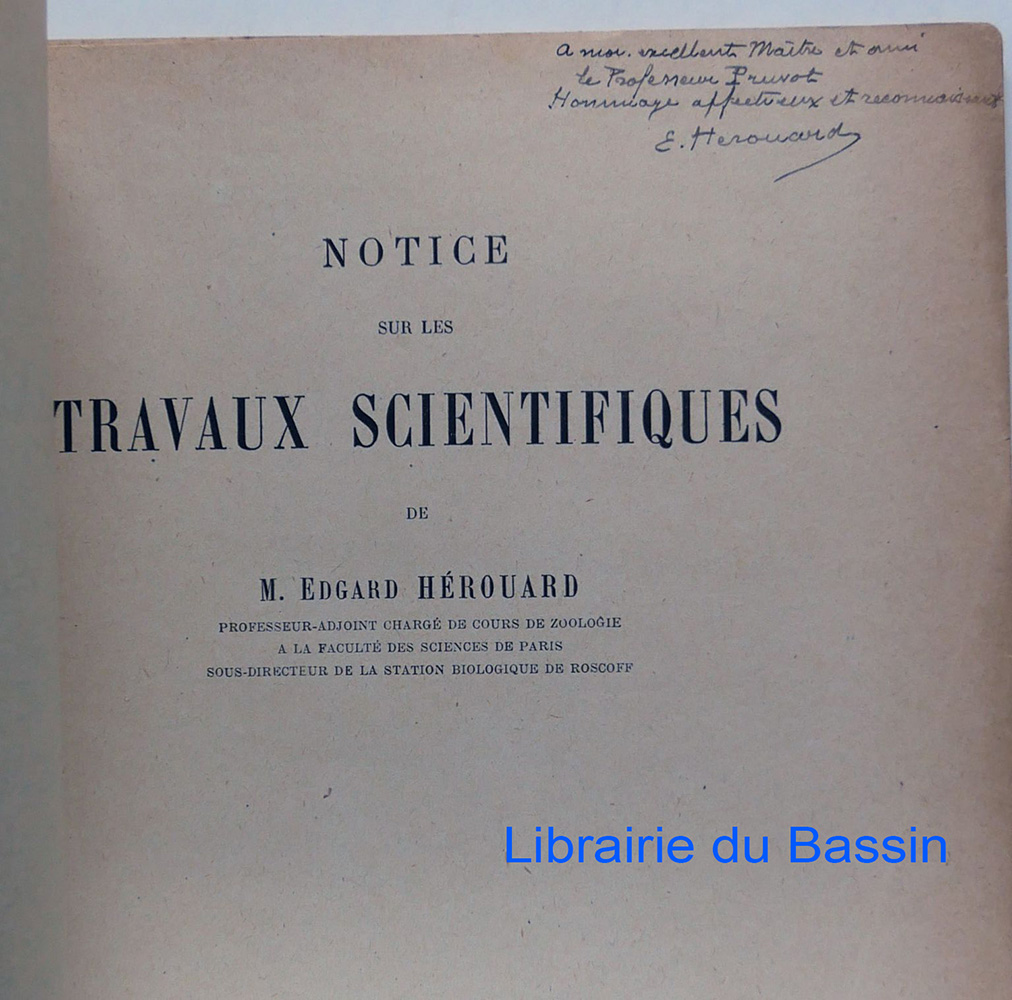 A mon excellent Maître et ami
le Professeur Pruvot
Hommage affectueux et reconnaissant
E. Herouard
NOTICE
SUR LES
TRAVAUX SCIENTIFIQUES
DE
M. EDGARD HÉROUARD
PROFESSEUR-ADJOINT CHARGÉ DE COURS DE ZOOLOGIE
A LA FACULTÉ DES SCIENCES DE PARIS
SOUS-DIRECTEUR DE LA STATION BIOLOGIQUE DE ROSCOFF
Librairie du Bassin